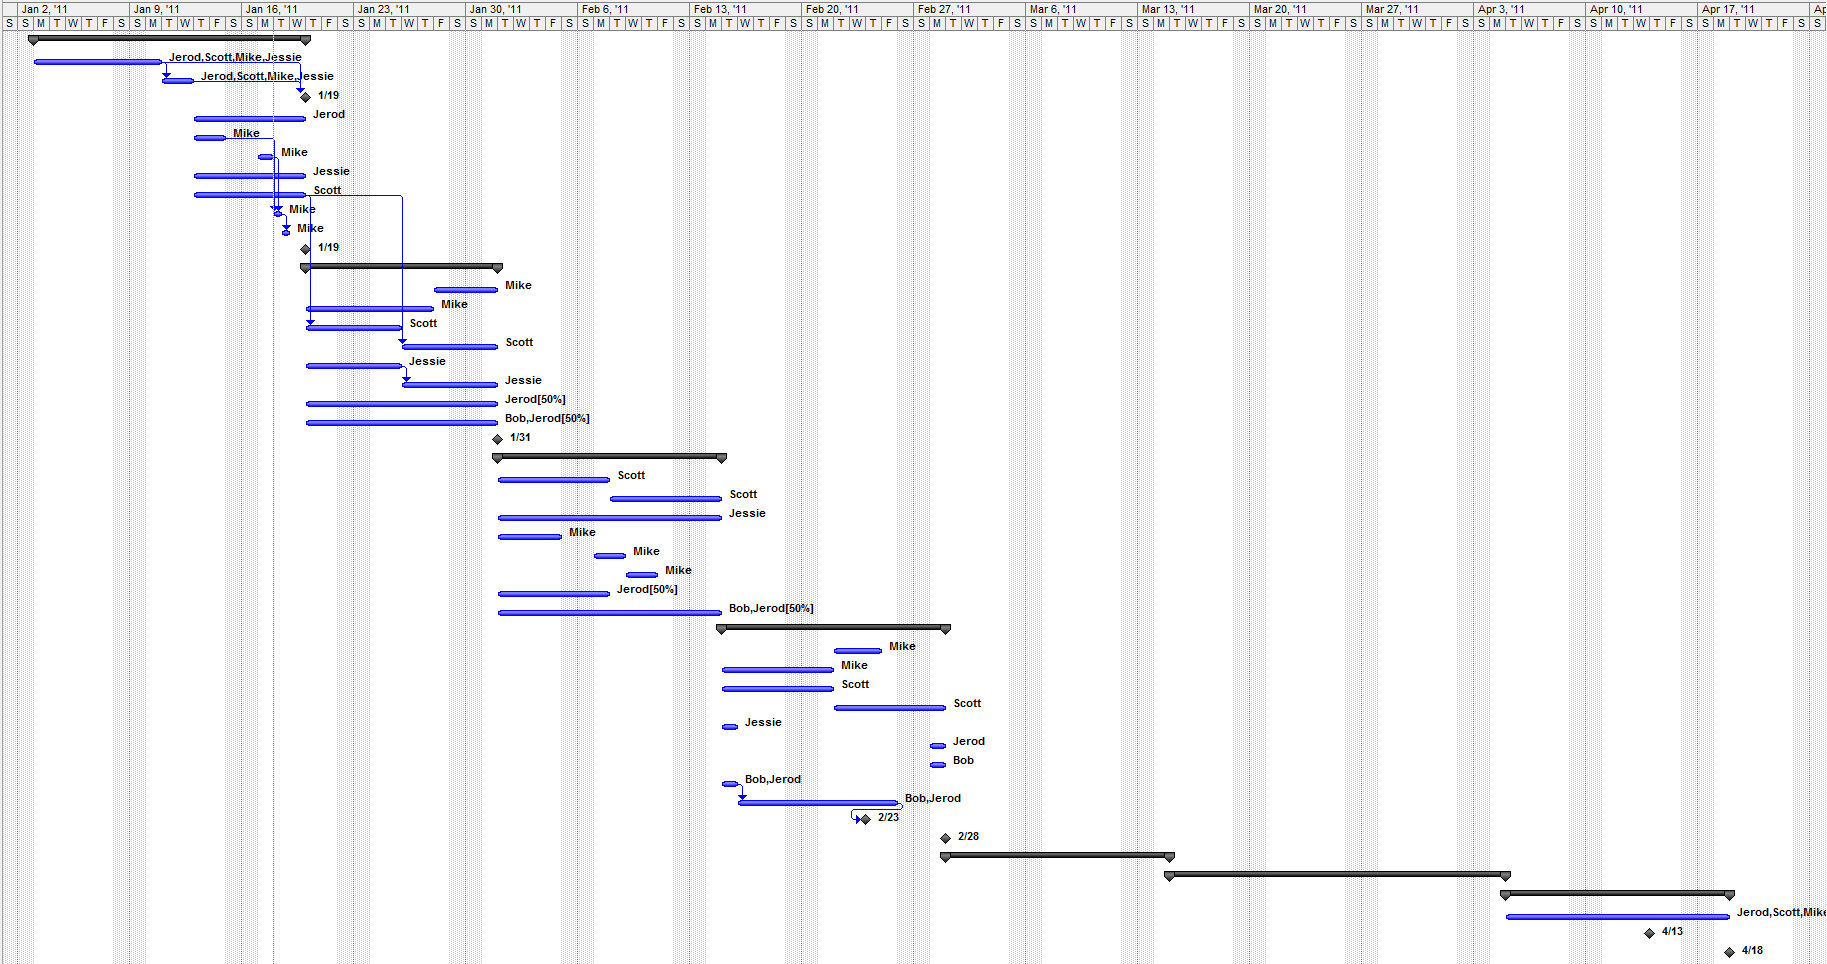 Jan 2, '11 Jan 9, '11 Jan 16, '11 Jan 23, '11 Jan 30, '11 Feb 6, '11 Feb 13, '11 Feb 20, '11 Feb 27, '11 Mar 6, '11 Mar 13, '11 Mar 20, '11 Mar 27, '11 Apr 3, '11 Apr 10, '11 Apr 17, '11 Ap
S S M T W T F S S M T W T F S S M T W T F S S M T W T F S S M T W T F S S M T W T F S S M T W T F S S M T W T F S S M T W T F S S M T W T F S S M T W T F S S M T W T F S S M T W T F S S M T W T F S S M T W T F S S M T W T F S S
Jerod,Scott,Mike,Jessie
Jerod,Scott,Mike,Jessie
1/19
Jerod
Mike
Mike
Jessie
Scott
Mike
Mike
1/19
Mike
Mike
Scott
Scott
Jessie
Jessie
Jerod[50%]
Bob,Jerod[50%]
1/31
Scott
Scott
Jessie
Mike
Mike
Mike
Jerod[50%]
Bob,Jerod[50%]
Mike
Mike
Scott
Scott
Jessie
Jerod
Bob
Bob,Jerod
Bob,Jerod
2/23
2/28
Jerod,Scott,Mike
4/13
4/18